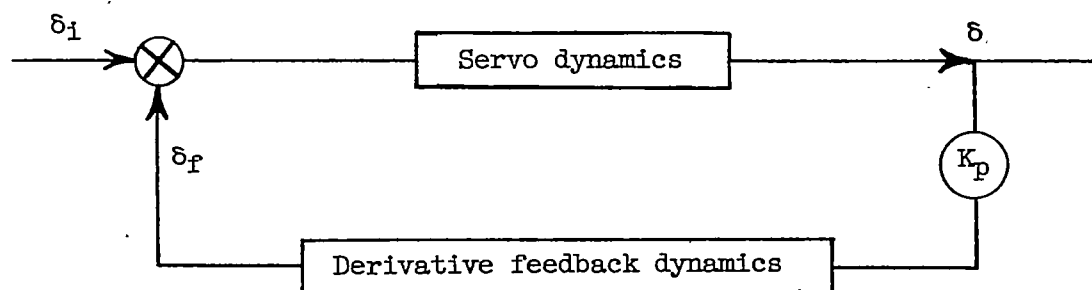 δi
Servo dynamics
δ
δf
Kp
Derivative feedback dynamics